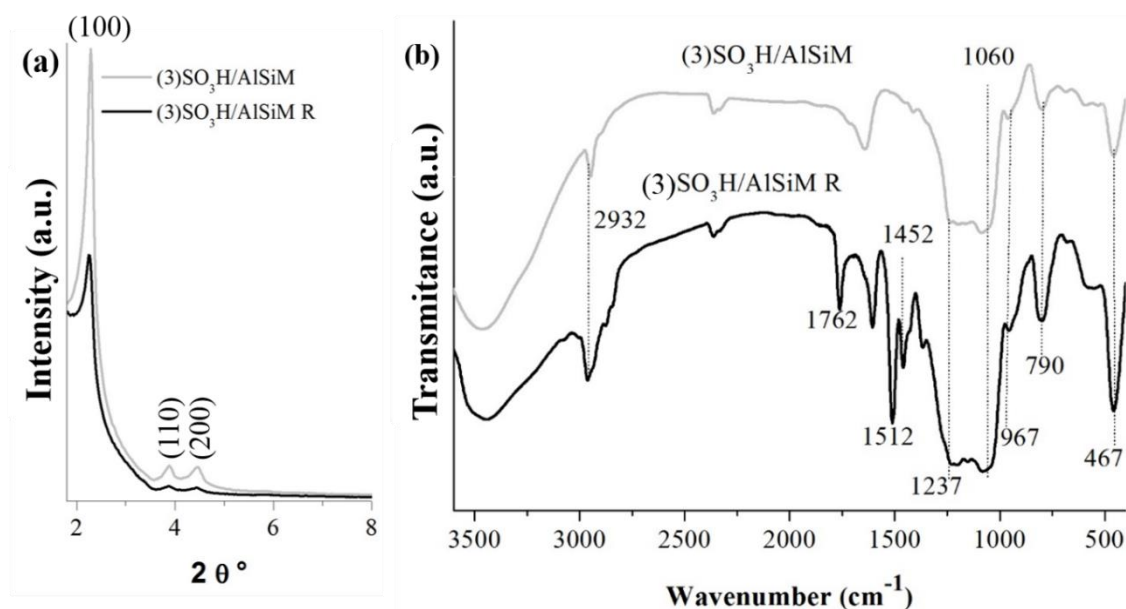 (a)
(100)
(3)SO₃H/AlSiM
(3)SO₃H/AlSiM R
(110)
(200)
Intensity (a.u.)
2 4 6 8
2 θ °
(b)
(3)SO₃H/AlSiM
1060
(3)SO₃H/AlSiM R
2932
1452
1762
1512
1237
967
790
467
Transmitance (a.u.)
3500 3000 2500 2000 1500 1000 500
Wavenumber (cm⁻¹)